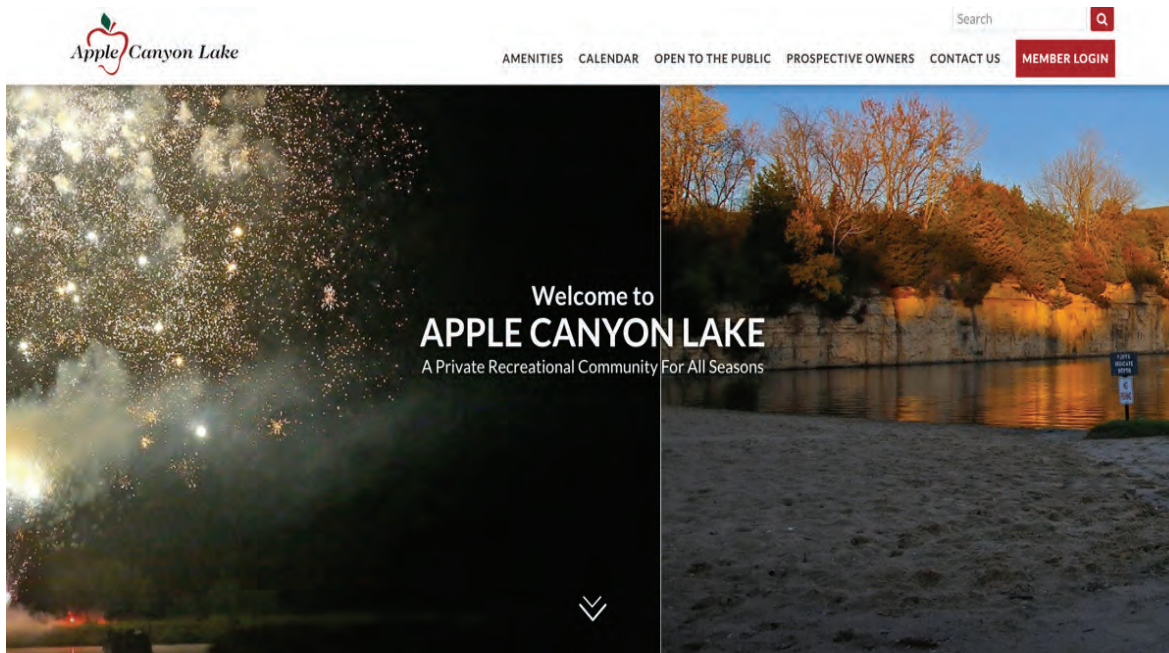 Search
Apple Canyon Lake
AMENITIES CALENDAR OPEN TO THE PUBLIC PROSPECTIVE OWNERS CONTACT US MEMBER LOGIN
Welcome to
APPLE CANYON LAKE
A Private Recreational Community For All Seasons